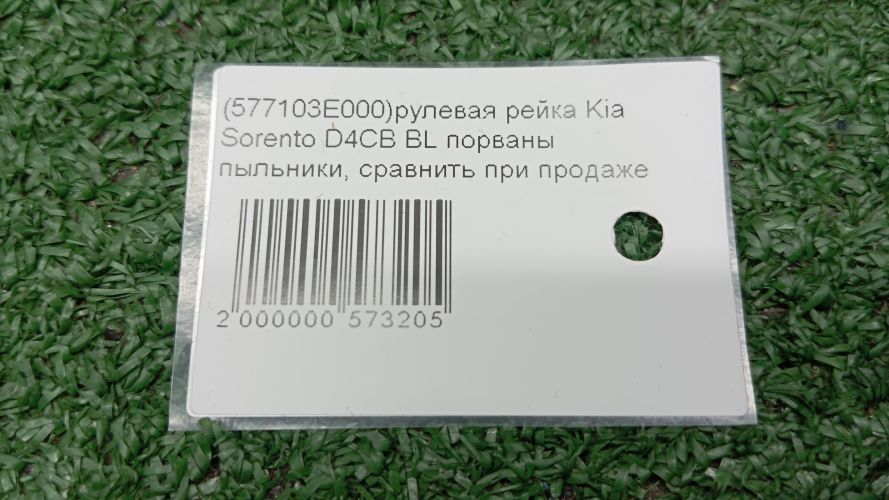 (577103E000)рулевая рейка Kia
Sorento D4CB BL порваны
пыльники, сравнить при продаже
2 000000 573205